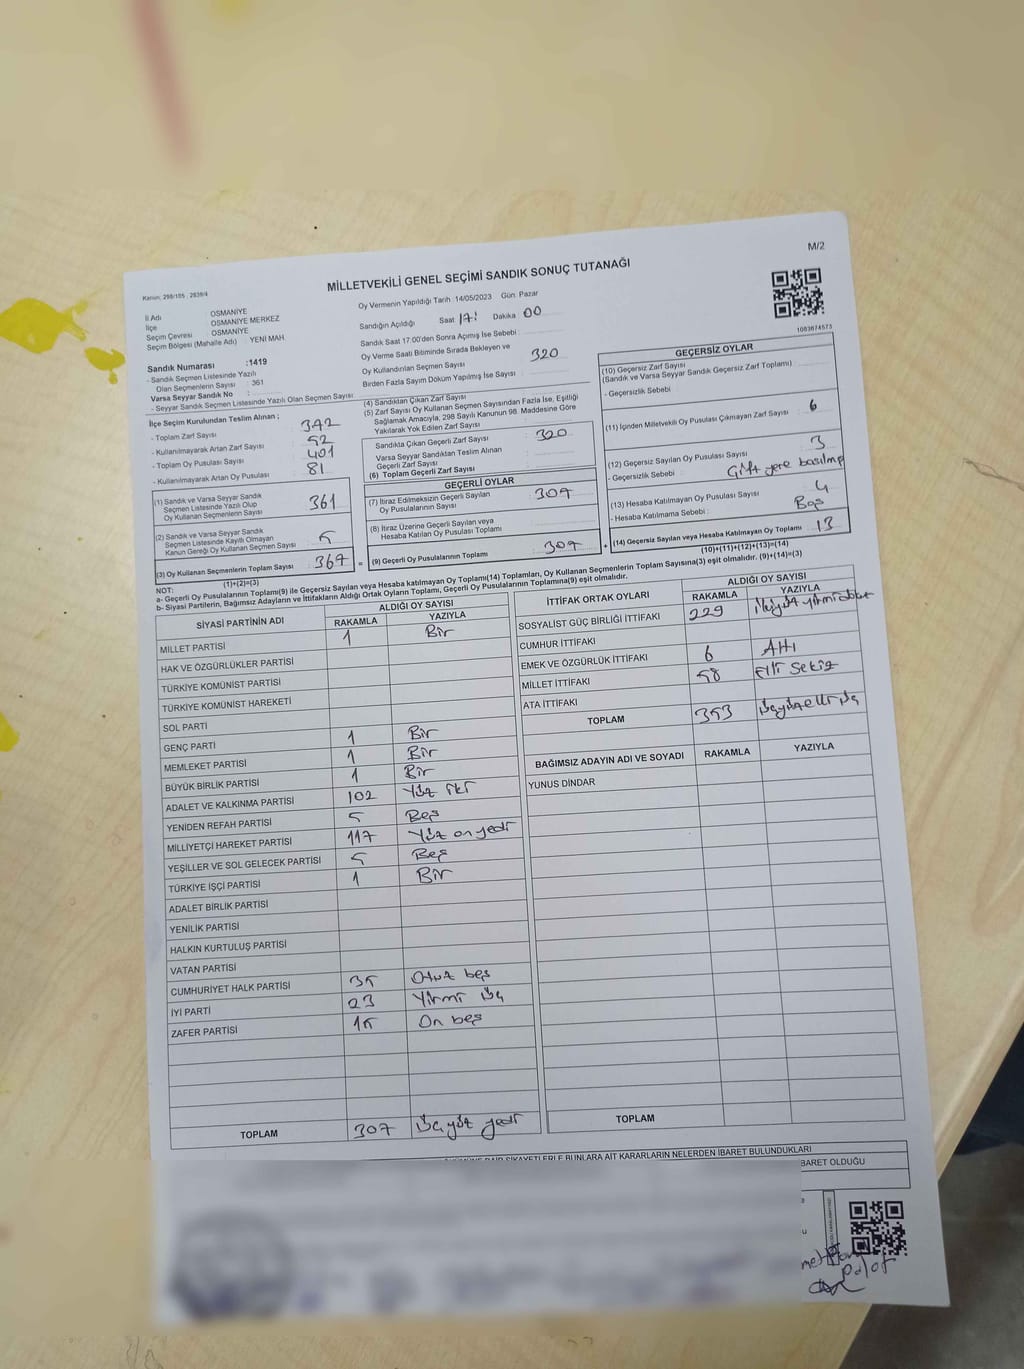 M/2
MİLLETVEKİLİ GENEL SEÇİMİ SANDIK SONUÇ TUTANAĞI
Kanun; 298/105 , 2839/4
İl Adı : OSMANİYE
İlçe : OSMANİYE MERKEZ
Seçim Çevresi : OSMANİYE
Seçim Bölgesi (Mahalle Adı) : YENİ MAH
Sandık Numarası :1419
- Sandık Seçmen Listesinde Yazılı
Olan Seçmenlerin Sayısı : 361
Varsa Seyyar Sandık No :
- Seyyar Sandık Seçmen Listesinde Yazılı Olan Seçmen Sayısı
Oy Vermenin Yapıldığı Tarih 14/05/2023 Gün: Pazar
Sandığın Açıldığı Saat 17: Dakika 00
Sandık Saat 17:00'den Sonra Açımış İse Sebebi :
Oy Verme Saati Bitiminde Sırada Bekleyen ve
Oy Kullandırılan Seçmen Sayısı : 320
Birden Fazla Sayım Döküm Yapılmış İse Sayısı :
1083674573
İlçe Seçim Kurulundan Teslim Alınan ;
- Toplam Zarf Sayısı 342
- Kullanılmayarak Artan Zarf Sayısı 52
- Toplam Oy Pusulası Sayısı 401
- Kullanılmayarak Artan Oy Pusulası 81
(1) Sandık ve Varsa Seyyar Sandık
Seçmen Listesinde Yazılı Olup
Oy Kullanan Seçmenlerin Sayısı 361
(2) Sandık ve Varsa Seyyar Sandık
Seçmen Listesinde Kayıtlı Olmayan
Kanun Gereği Oy Kullanan Seçmen Sayısı 5
(3) Oy Kullanan Seçmenlerin Toplam Sayısı 367
(1)+(2)=(3)
(4) Sandıktan Çıkan Zarf Sayısı
(5) Zarf Sayısı Oy Kullanan Seçmen Sayısından Fazla İse, Eşitliği
Sağlamak Amacıyla, 298 Sayılı Kanunun 98. Maddesine Göre
Yakılarak Yok Edilen Zarf Sayısı
Sandıkta Çıkan Geçerli Zarf Sayısı 320
Varsa Seyyar Sandıktan Teslim Alınan
Geçerli Zarf Sayısı
(6) Toplam Geçerli Zarf Sayısı
GEÇERLİ OYLAR
(7) İtiraz Edilmeksizin Geçerli Sayılan
Oy Pusulalarının Sayısı 307
(8) İtiraz Üzerine Geçerli Sayılan veya
Hesaba Katılan Oy Pusulası Toplamı
= (9) Geçerli Oy Pusulalarının Toplamı 307 +
GEÇERSİZ OYLAR
(10) Geçersiz Zarf Sayısı
(Sandık ve Varsa Seyyar Sandık Geçersiz Zarf Toplamı)
- Geçersizlik Sebebi
(11) İçinden Milletvekili Oy Pusulası Çıkmayan Zarf Sayısı 6
(12) Geçersiz Sayılan Oy Pusulası Sayısı 3
- Geçersizlik Sebebi : Çift yere basılmış
(13) Hesaba Katılmayan Oy Pusulası Sayısı 4
- Hesaba Katılmama Sebebi : Boş
(14) Geçersiz Sayılan veya Hesaba Katılmayan Oy Toplamı 13
(10)+(11)+(12)+(13)=(14)
NOT:
a- Geçerli Oy Pusulalarının Toplamı(9) ile Geçersiz Sayılan veya Hesaba katılmayan Oy Toplamı(14) Toplamları, Oy Kullanan Seçmenlerin Toplam Sayısına(3) eşit olmalıdır. (9)+(14)=(3)
b- Siyasi Partilerin, Bağımsız Adayların ve İttifakların Aldığı Ortak Oyların Toplamı, Geçerli Oy Pusulalarının Toplamına(9) eşit olmalıdır.
SİYASİ PARTİNİN ADI ALDIĞI OY SAYISI
RAKAMLA YAZIYLA
MİLLET PARTİSİ 1 Bir
HAK VE ÖZGÜRLÜKLER PARTİSİ
TÜRKİYE KOMÜNİST PARTİSİ
TÜRKİYE KOMÜNİST HAREKETİ
SOL PARTİ
GENÇ PARTİ 1 Bir
MEMLEKET PARTİSİ 1 Bir
BÜYÜK BİRLİK PARTİSİ 1 Bir
ADALET VE KALKINMA PARTİSİ 102 Yüz iki
YENİDEN REFAH PARTİSİ 5 Beş
MİLLİYETÇİ HAREKET PARTİSİ 117 Yüz on yedi
YEŞİLLER VE SOL GELECEK PARTİSİ 5 Beş
TÜRKİYE İŞÇİ PARTİSİ 1 Bir
ADALET BİRLİK PARTİSİ
YENİLİK PARTİSİ
HALKIN KURTULUŞ PARTİSİ
VATAN PARTİSİ
CUMHURİYET HALK PARTİSİ 35 Otuz beş
İYİ PARTİ 23 Yirmi üç
ZAFER PARTİSİ 15 On beş
TOPLAM 307 Üçyüz yedi
İTTİFAK ORTAK OYLARI ALDIĞI OY SAYISI
RAKAMLA YAZIYLA
SOSYALİST GÜÇ BİRLİĞİ İTTİFAKI
CUMHUR İTTİFAKI 229
EMEK VE ÖZGÜRLÜK İTTİFAKI 6 Altı
MİLLET İTTİFAKI 58 Elli sekiz
ATA İTTİFAKI
TOPLAM 353 üçyüzelli üç
BAĞIMSIZ ADAYIN ADI VE SOYADI RAKAMLA YAZIYLA
YUNUS DİNDAR
TOPLAM
ŞİKAYETLERLE BUNLARA AİT KARARLARIN NELERDEN İBARET BULUNDUKLARI
BARET OLDUĞU